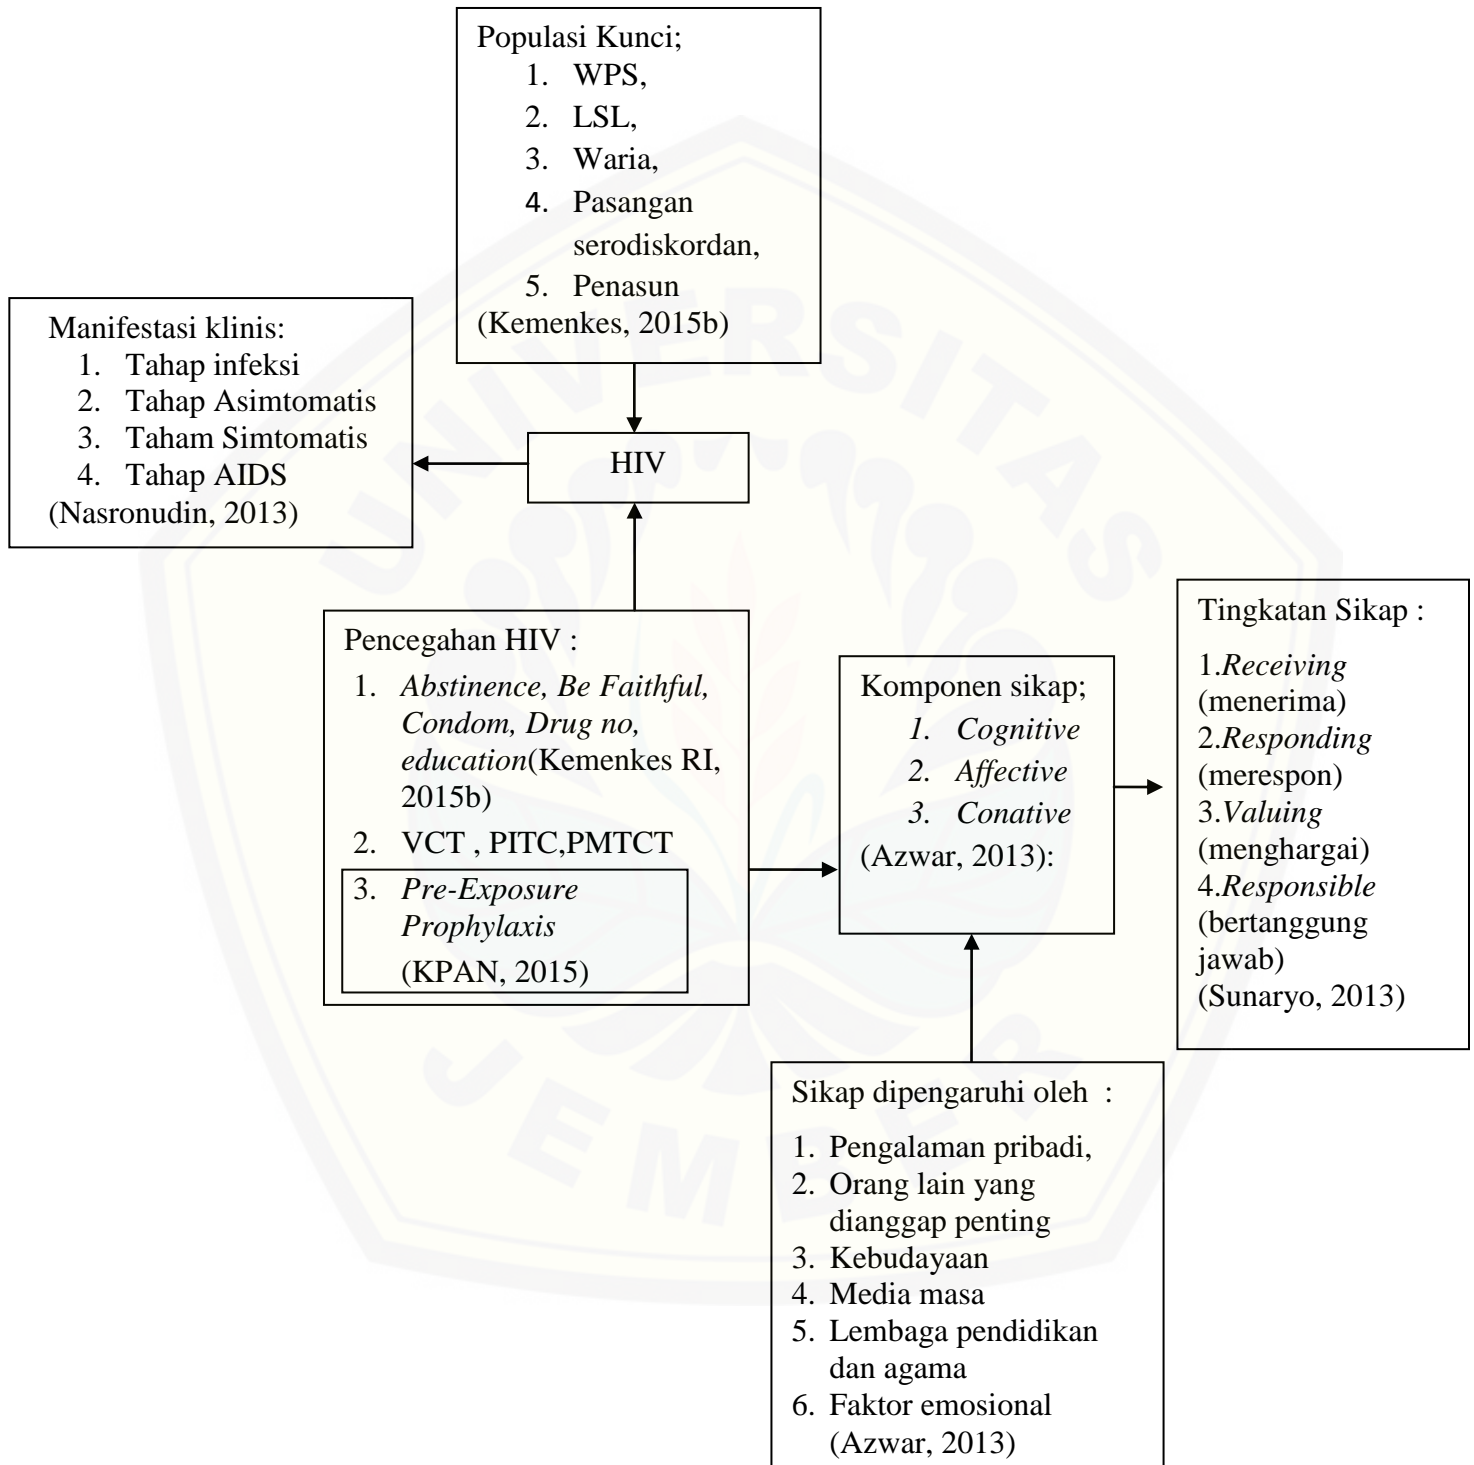 Populasi Kunci;
1. WPS,
2. LSL,
3. Waria,
4. Pasangan
serodiskordan,
5. Penasun
(Kemenkes, 2015b)
Manifestasi klinis:
1. Tahap infeksi
2. Tahap Asimtomatis
3. Taham Simtomatis
4. Tahap AIDS
(Nasronudin, 2013)
HIV
Pencegahan HIV :
1. Abstinence, Be Faithful,
Condom, Drug no,
education(Kemenkes RI,
2015b)
2. VCT , PITC,PMTCT
3. Pre-Exposure
Prophylaxis
(KPAN, 2015)
Komponen sikap;
1. Cognitive
2. Affective
3. Conative
(Azwar, 2013):
Tingkatan Sikap :
1.Receiving
(menerima)
2.Responding
(merespon)
3.Valuing
(menghargai)
4.Responsible
(bertanggung
jawab)
(Sunaryo, 2013)
Sikap dipengaruhi oleh :
1. Pengalaman pribadi,
2. Orang lain yang
dianggap penting
3. Kebudayaan
4. Media masa
5. Lembaga pendidikan
dan agama
6. Faktor emosional
(Azwar, 2013)
UNIVERSITAS
JEMBER